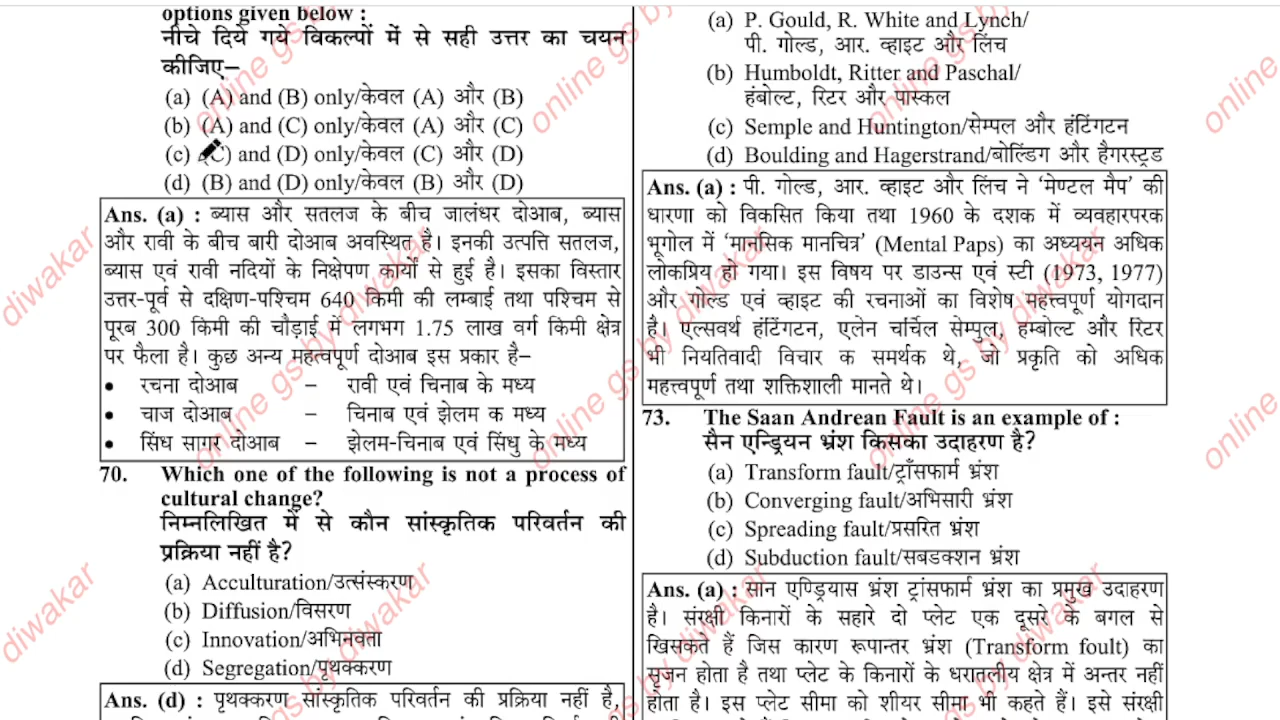 options given below :
नीचे दिये गये विकल्पों में से सही उत्तर का चयन
कीजिए–
(a) (A) and (B) only/केवल (A) और (B)
(b) (A) and (C) only/केवल (A) और (C)
(c) (C) and (D) only/केवल (C) और (D)
(d) (B) and (D) only/केवल (B) और (D)
Ans. (a) : ब्यास और सतलज के बीच जालंधर दोआब, ब्यास
और रावी के बीच बारी दोआब अवस्थित है। इनकी उत्पत्ति सतलज,
ब्यास एवं रावी नदियों के निक्षेपण कार्यों से हुई है। इसका विस्तार
उत्तर-पूर्व से दक्षिण-पश्चिम 640 किमी की लम्बाई तथा पश्चिम से
पूरब 300 किमी की चौड़ाई में लगभग 1.75 लाख वर्ग किमी क्षेत्र
पर फैला है। कुछ अन्य महत्वपूर्ण दोआब इस प्रकार है–
• रचना दोआब – रावी एवं चिनाब के मध्य
• चाज दोआब – चिनाब एवं झेलम क मध्य
• सिंध सागर दोआब – झेलम-चिनाब एवं सिंधु के मध्य
70. Which one of the following is not a process of
cultural change?
निम्नलिखित में से कौन सांस्कृतिक परिवर्तन की
प्रक्रिया नहीं है?
(a) Acculturation/उत्संस्करण
(b) Diffusion/विसरण
(c) Innovation/अभिनवता
(d) Segregation/पृथक्करण
Ans. (d) : पृथक्करण सांस्कृतिक परिवर्तन की प्रक्रिया नहीं है,
(a) P. Gould, R. White and Lynch/
पी. गोल्ड, आर. व्हाइट और लिंच
(b) Humboldt, Ritter and Paschal/
हंबोल्ट, रिटर और पास्कल
(c) Semple and Huntington/सेम्पल और हंटिंगटन
(d) Boulding and Hagerstrand/बोल्डिंग और हैगरस्ट्रड
Ans. (a) : पी. गोल्ड, आर. व्हाइट और लिंच ने ‘मेण्टल मैप’ की
धारणा को विकसित किया तथा 1960 के दशक में व्यवहारपरक
भूगोल में ‘मानसिक मानचित्र’ (Mental Paps) का अध्ययन अधिक
लोकप्रिय हो गया। इस विषय पर डाउन्स एवं स्टी (1973, 1977)
और गोल्ड एवं व्हाइट की रचनाओं का विशेष महत्त्वपूर्ण योगदान
है। एल्सवर्थ हंटिंगटन, एलेन चर्चिल सेम्पुल, हम्बोल्ट और रिटर
भी नियतिवादी विचार क समर्थक थे, जो प्रकृति को अधिक
महत्त्वपूर्ण तथा शक्तिशाली मानते थे।
73. The Saan Andrean Fault is an example of :
सैन एन्ड्रियन भ्रंश किसका उदाहरण है?
(a) Transform fault/ट्राँसफार्म भ्रंश
(b) Converging fault/अभिसारी भ्रंश
(c) Spreading fault/प्रसरित भ्रंश
(d) Subduction fault/सबडक्शन भ्रंश
Ans. (a) : सान एण्ड्रियास भ्रंश ट्रांसफार्म भ्रंश का प्रमुख उदाहरण
है। संरक्षी किनारों के सहारे दो प्लेट एक दूसरे के बगल से
खिसकते हैं जिस कारण रूपान्तर भ्रंश (Transform foult) का
सृजन होता है तथा प्लेट के किनारों के धरातलीय क्षेत्र में अन्तर नहीं
होता है। इस प्लेट सीमा को शीयर सीमा भी कहते हैं। इसे संरक्षी
online gs by diwakar